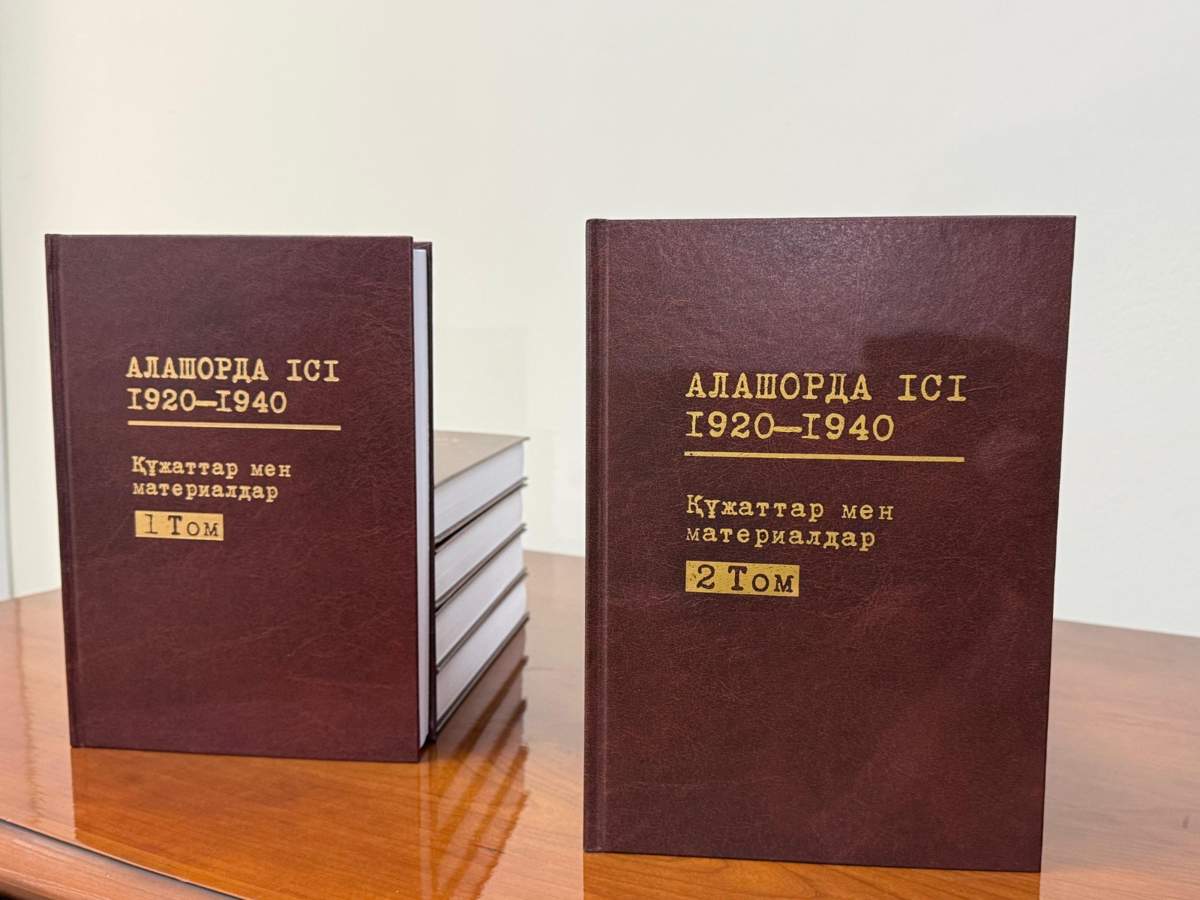 АЛАШОРДА ІСІ
1920—1940
Құжаттар мен
материалдар
1 Том
АЛАШОРДА ІСІ
1920—1940
Құжаттар мен
материалдар
2 Том